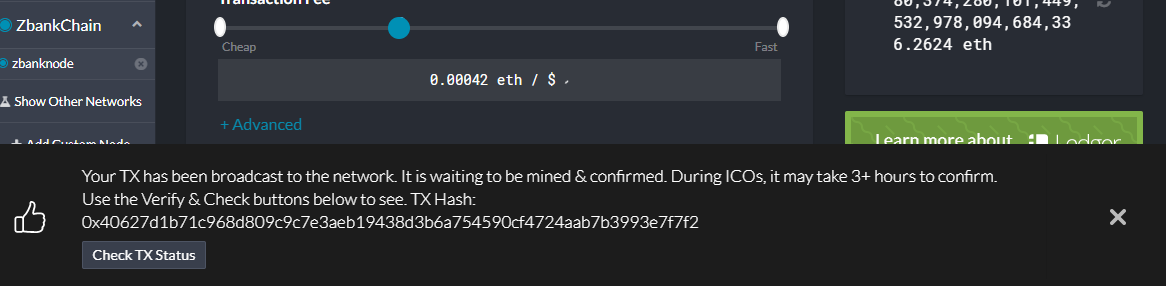 ZbankChain
zbanknode
Show Other Networks
+ Add Custom Node
Transaction Fee
Cheap
Fast
0.00042 eth / $
+ Advanced
80,374,280,101,449,
532,978,094,684,33
6.2624 eth
Learn more about Ledger
Your TX has been broadcast to the network. It is waiting to be mined & confirmed. During ICOs, it may take 3+ hours to confirm.
Use the Verify & Check buttons below to see. TX Hash:
0x40627d1b71c968d809c9c7e3aeb19438d3b6a754590cf4724aab7b3993e7f7f2
Check TX Status